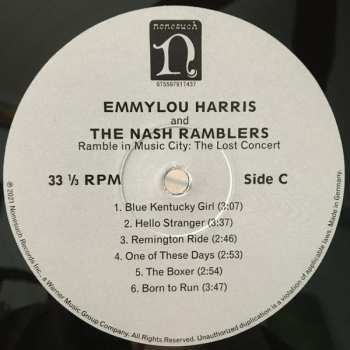 nonesuch
n
075597917437
EMMYLOU HARRIS
and
THE NASH RAMBLERS
Ramble in Music City: The Lost Concert
33 ⅓ RPM
Side C
1. Blue Kentucky Girl (3:07)
2. Hello Stranger (3:37)
3. Remington Ride (2:46)
4. One of These Days (2:53)
5. The Boxer (2:54)
6. Born to Run (3:47)
℗ 2021 Nonesuch Records Inc., a Warner Music Group Company. All Rights Reserved. Unauthorized duplication is a violation of applicable laws. Made in Germany.